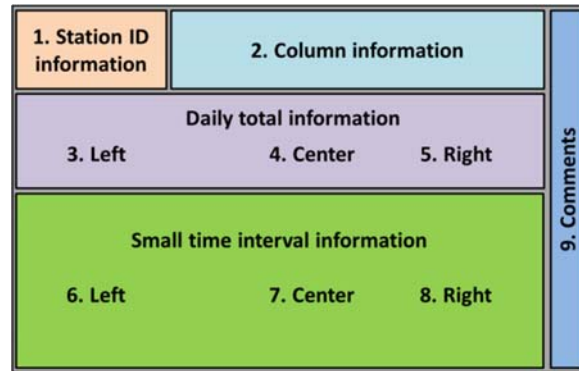 1. Station ID
information
2. Column information
Daily total information
3. Left 4. Center 5. Right
Small time interval information
6. Left 7. Center 8. Right
9. Comments